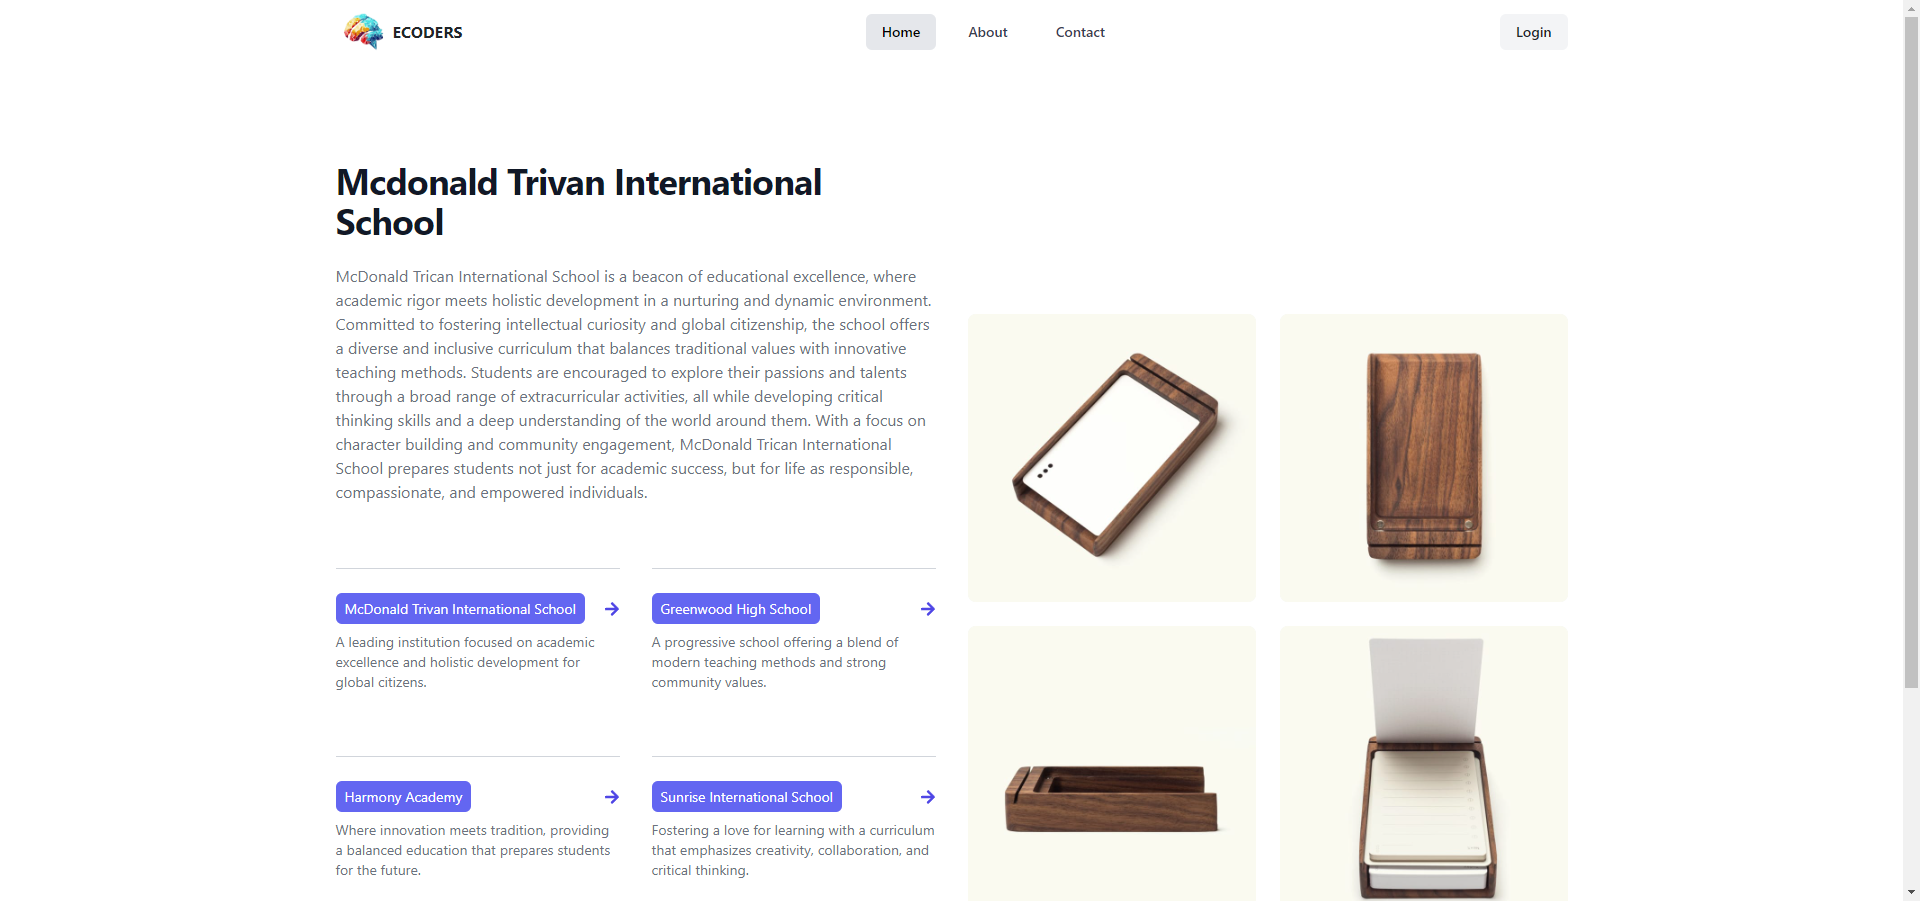 ECODERS
Home
About
Contact
Login
Mcdonald Trivan International
School
McDonald Trican International School is a beacon of educational excellence, where
academic rigor meets holistic development in a nurturing and dynamic environment.
Committed to fostering intellectual curiosity and global citizenship, the school offers
a diverse and inclusive curriculum that balances traditional values with innovative
teaching methods. Students are encouraged to explore their passions and talents
through a broad range of extracurricular activities, all while developing critical
thinking skills and a deep understanding of the world around them. With a focus on
character building and community engagement, McDonald Trican International
School prepares students not just for academic success, but for life as responsible,
compassionate, and empowered individuals.
McDonald Trivan International School
A leading institution focused on academic
excellence and holistic development for
global citizens.
Greenwood High School
A progressive school offering a blend of
modern teaching methods and strong
community values.
Harmony Academy
Where innovation meets tradition, providing
a balanced education that prepares students
for the future.
Sunrise International School
Fostering a love for learning with a curriculum
that emphasizes creativity, collaboration, and
critical thinking.